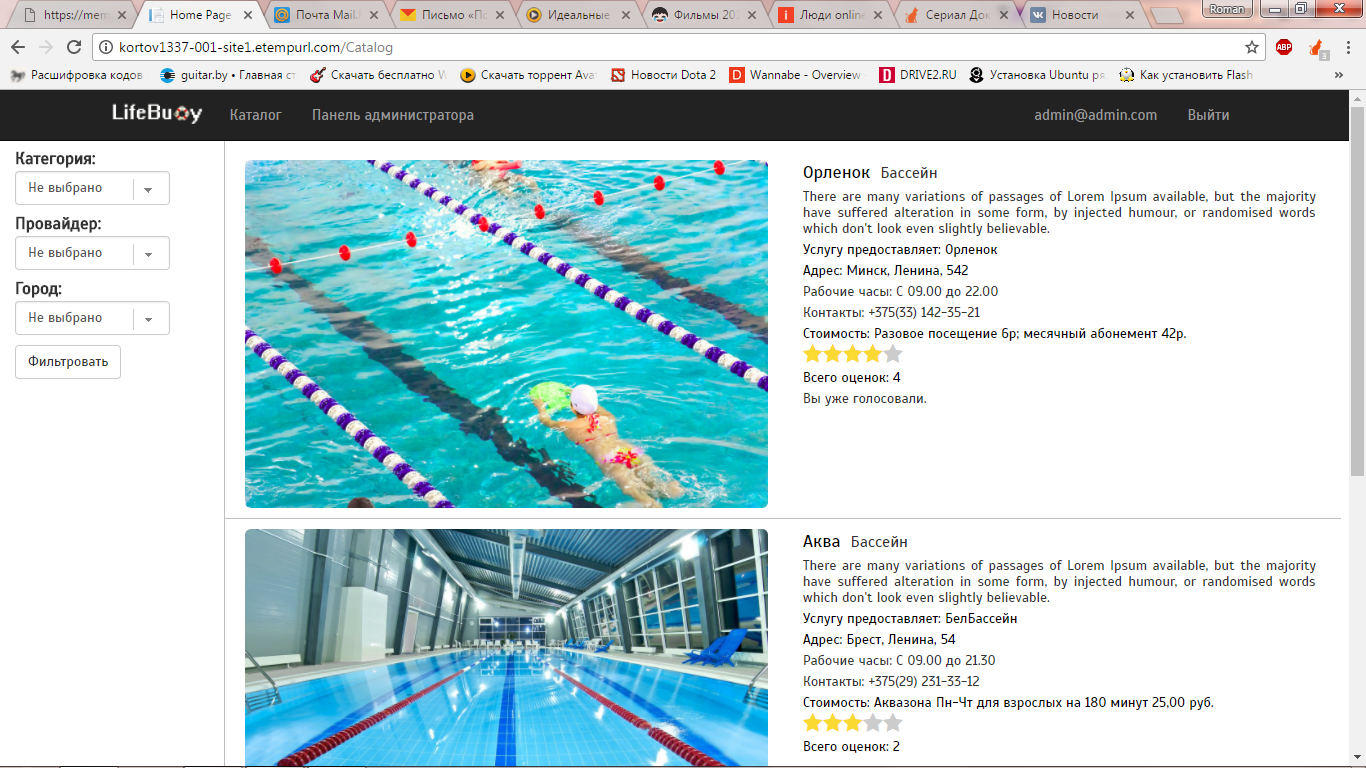 https://mem
Home Page
Почта Mail.
Письмо «По
Идеальные
Фильмы 20
Люди online
Сериал Док
Новости
Roman
kortov1337-001-site1.etempurl.com/Catalog
ABP
3
Расшифровка кодов
guitar.by • Главная ст
Скачать бесплатно
Скачать торрент Ava
Новости Dota 2
Wannabe - Overview
DRIVE2.RU
Установка Ubuntu ря
Как установить Flash
»
LifeBuoy
Каталог
Панель администратора
admin@admin.com
Выйти
Категория:
Не выбрано
Провайдер:
Не выбрано
Город:
Не выбрано
Фильтровать
Орленок Бассейн
There are many variations of passages of Lorem Ipsum available, but the majority
have suffered alteration in some form, by injected humour, or randomised words
which don't look even slightly believable.
Услугу предоставляет: Орленок
Адрес: Минск, Ленина, 542
Рабочие часы: С 09.00 до 22.00
Контакты: +375(33) 142-35-21
Стоимость: Разовое посещение 6р; месячный абонемент 42р.
Всего оценок: 4
Вы уже голосовали.
Аква Бассейн
There are many variations of passages of Lorem Ipsum available, but the majority
have suffered alteration in some form, by injected humour, or randomised words
which don't look even slightly believable.
Услугу предоставляет: БелБассейн
Адрес: Брест, Ленина, 54
Рабочие часы: С 09.00 до 21.30
Контакты: +375(29) 231-33-12
Стоимость: Аквазона Пн-Чт для взрослых на 180 минут 25,00 руб.
Всего оценок: 2